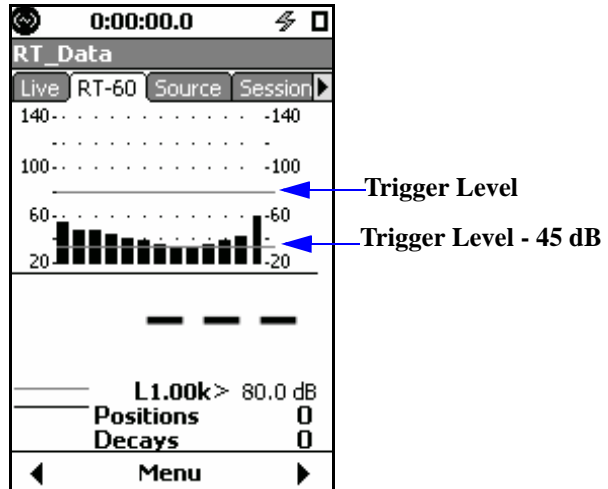 0:00:00.0
RT_Data
Live RT-60 Source Session
140 -140
100 -100
Trigger Level
60 -60
Trigger Level - 45 dB
20 -20
— — —
L1.00k> 80.0 dB
Positions 0
Decays 0
Menu